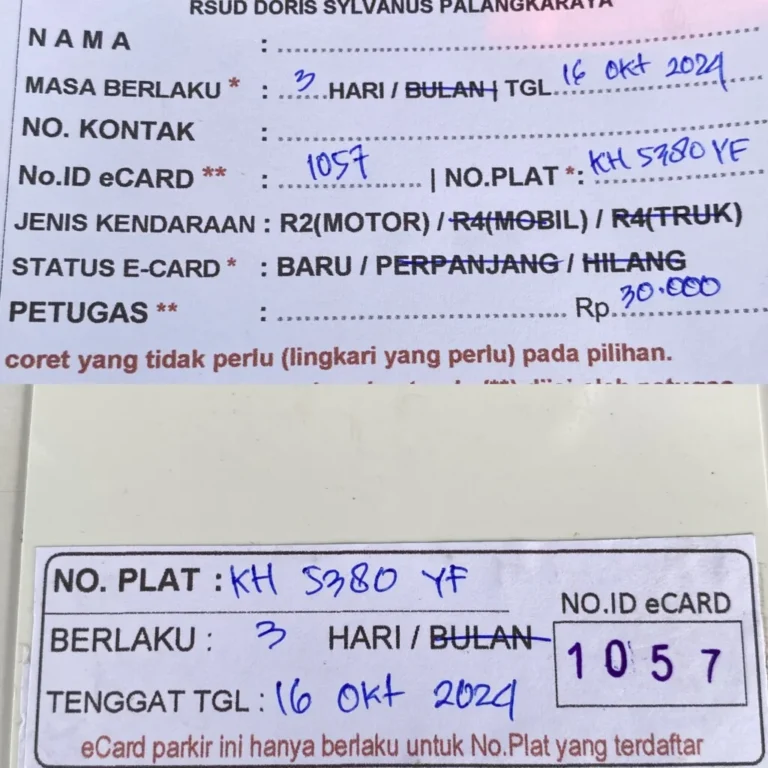 RSUD DORIS SYLVANUS PALANGKARAYA
NAMA :
MASA BERLAKU * : 3 HARI / BULAN | TGL 16 Okt 2024
NO. KONTAK :
No.ID eCARD ** : 1057 | NO.PLAT *: KH 5380 YF
JENIS KENDARAAN : R2(MOTOR) / R4(MOBIL) / R4(TRUK)
STATUS E-CARD * : BARU / PERPANJANG / HILANG
PETUGAS ** : Rp. 30.000
coret yang tidak perlu (lingkari yang perlu) pada pilihan.
NO. PLAT : KH 5380 YF
NO.ID eCARD
BERLAKU : 3 HARI / BULAN
1057
TENGGAT TGL : 16 Okt 2024
eCard parkir ini hanya berlaku untuk No.Plat yang terdaftar